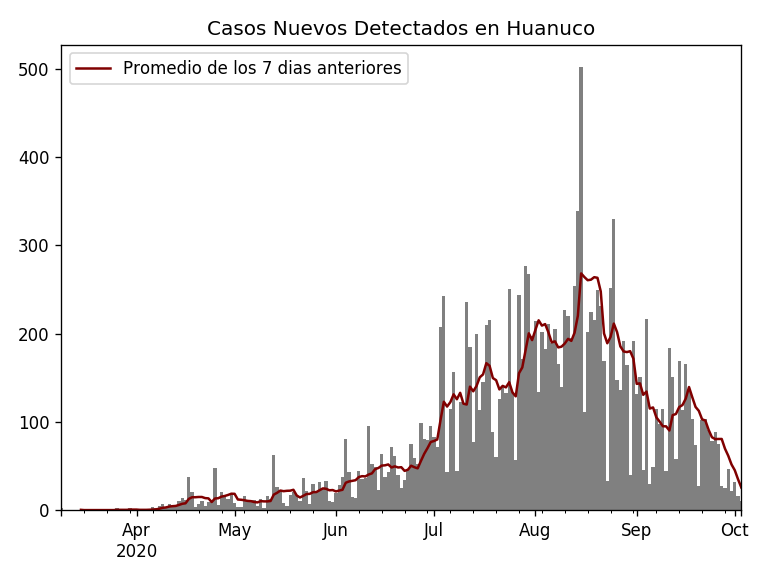 Casos Nuevos Detectados en Huanuco
Promedio de los 7 dias anteriores
500
400
300
200
100
0
Apr May Jun Jul Aug Sep Oct
2020